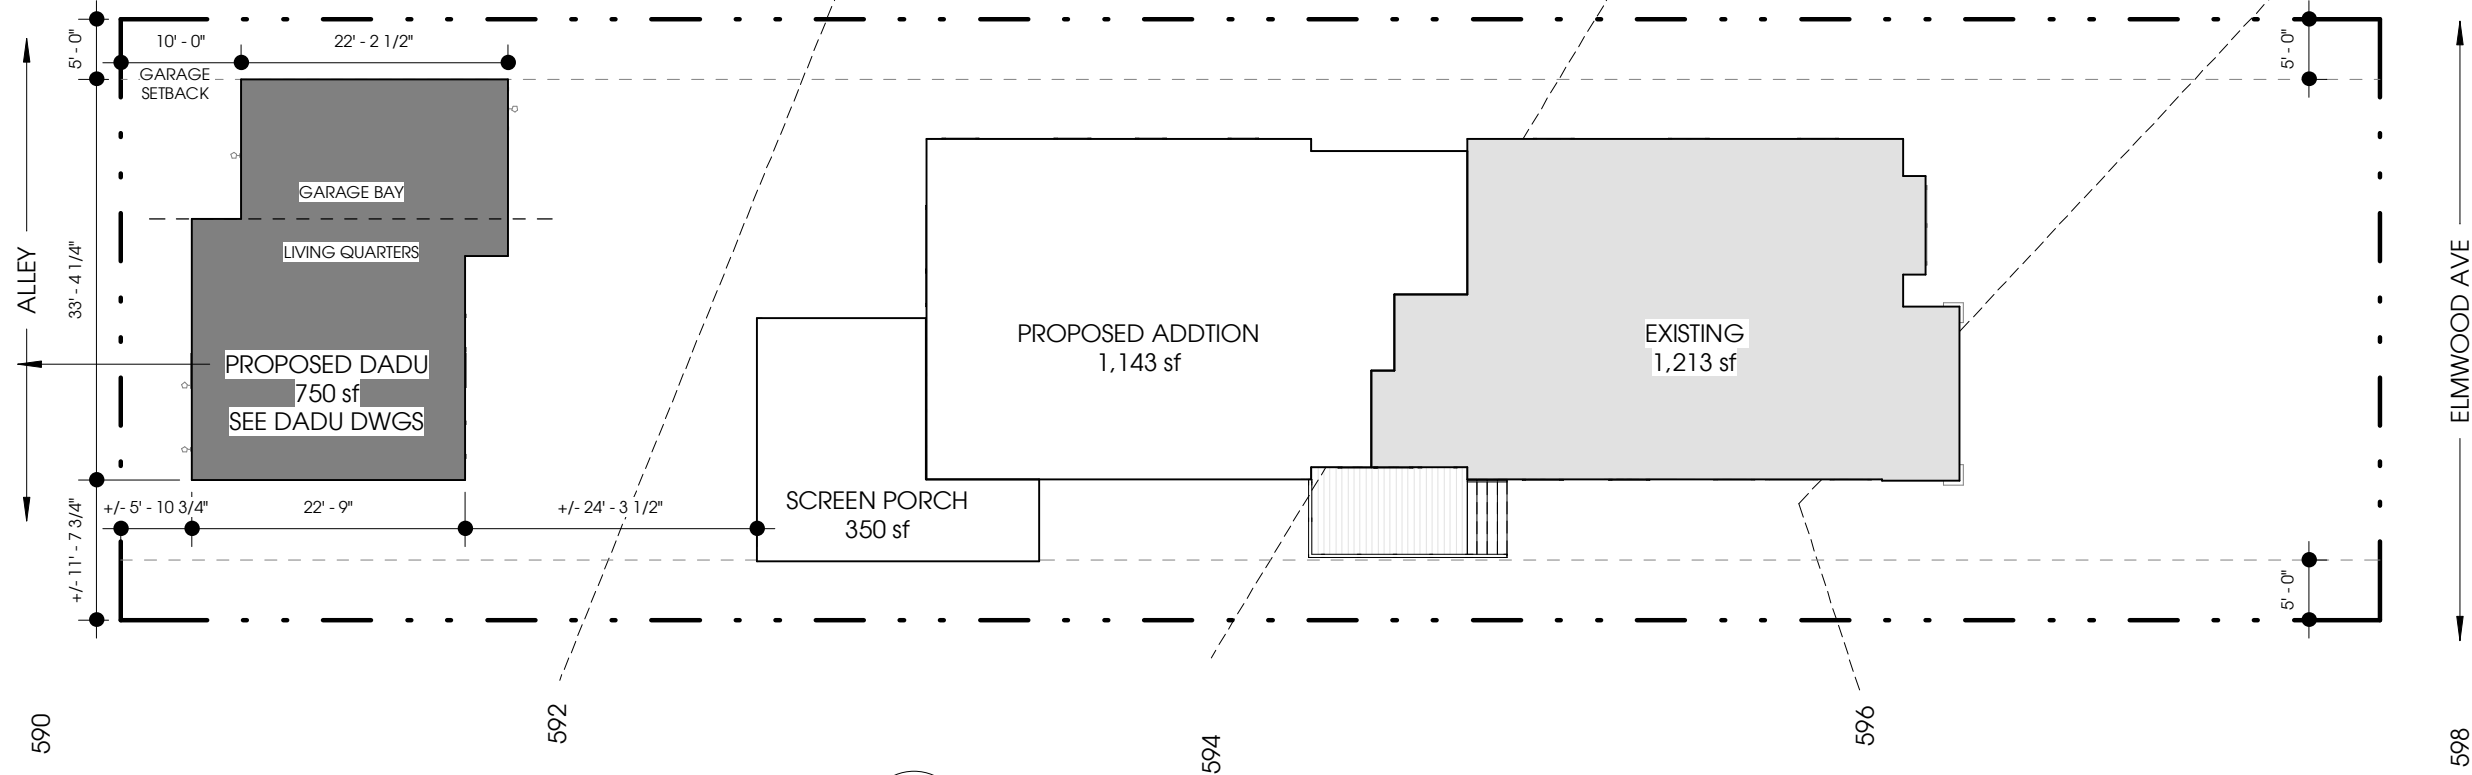 5' - 0"
10' - 0"
22' - 2 1/2"
5' - 0"
GARAGE
SETBACK
GARAGE BAY
LIVING QUARTERS
ALLEY
33' - 4 1/4"
PROPOSED DADU
750 sf
SEE DADU DWGS
PROPOSED ADDTION
1,143 sf
EXISTING
1,213 sf
ELMWOOD AVE
SCREEN PORCH
350 sf
+/- 5' - 10 3/4"
22' - 9"
+/- 24' - 3 1/2"
+/- 11' - 7 3/4"
5' - 0"
590
592
594
596
598